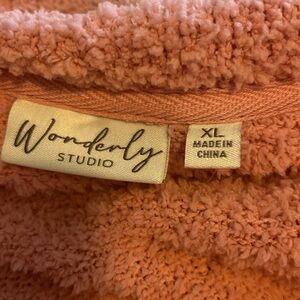 Wonderly
STUDIO
XL
MADE IN
CHINA